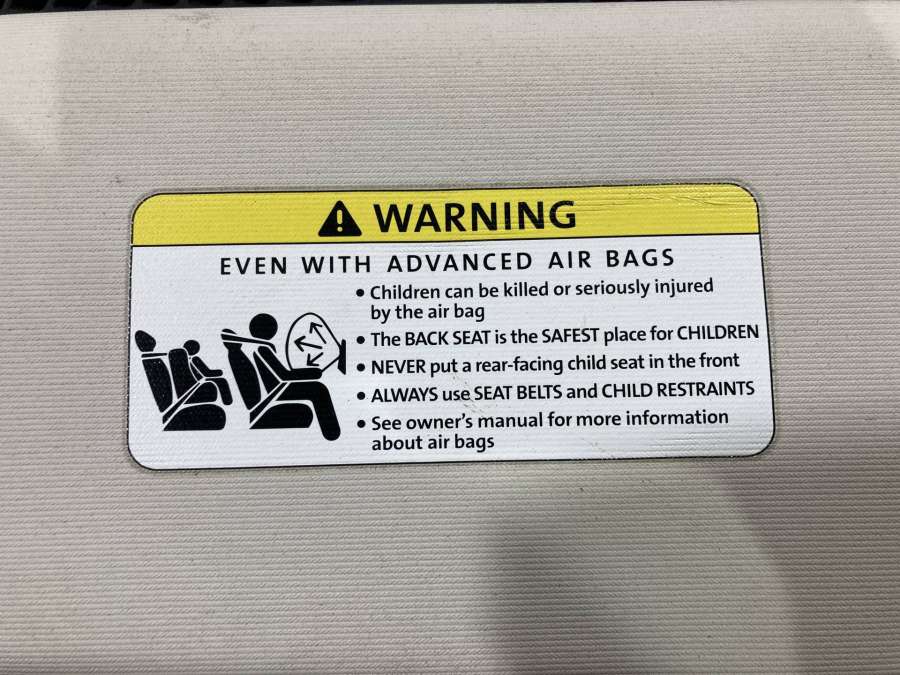 WARNING
EVEN WITH ADVANCED AIR BAGS
• Children can be killed or seriously injured
by the air bag
• The BACK SEAT is the SAFEST place for CHILDREN
• NEVER put a rear-facing child seat in the front
• ALWAYS use SEAT BELTS and CHILD RESTRAINTS
• See owner's manual for more information
about air bags